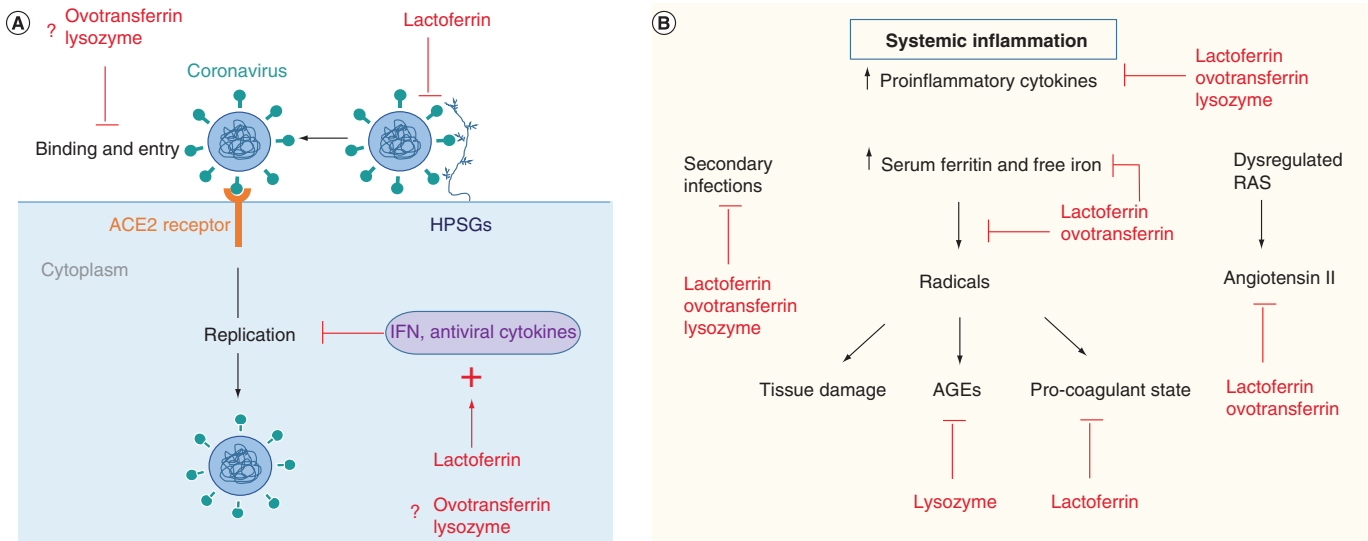 A
? Ovotransferrin
lysozyme
Lactoferrin
Coronavirus
Binding and entry
ACE2 receptor
HPSGs
Cytoplasm
Replication
IFN, antiviral cytokines
+
Lactoferrin
? Ovotransferrin
lysozyme
B
Systemic inflammation
Proinflammatory cytokines
Lactoferrin
ovotransferrin
lysozyme
Secondary
infections
Serum ferritin and free iron
Dysregulated
RAS
Lactoferrin
ovotransferrin
Lactoferrin
ovotransferrin
lysozyme
Radicals
Angiotensin II
Tissue damage
AGEs
Pro-coagulant state
Lactoferrin
ovotransferrin
Lysozyme
Lactoferrin